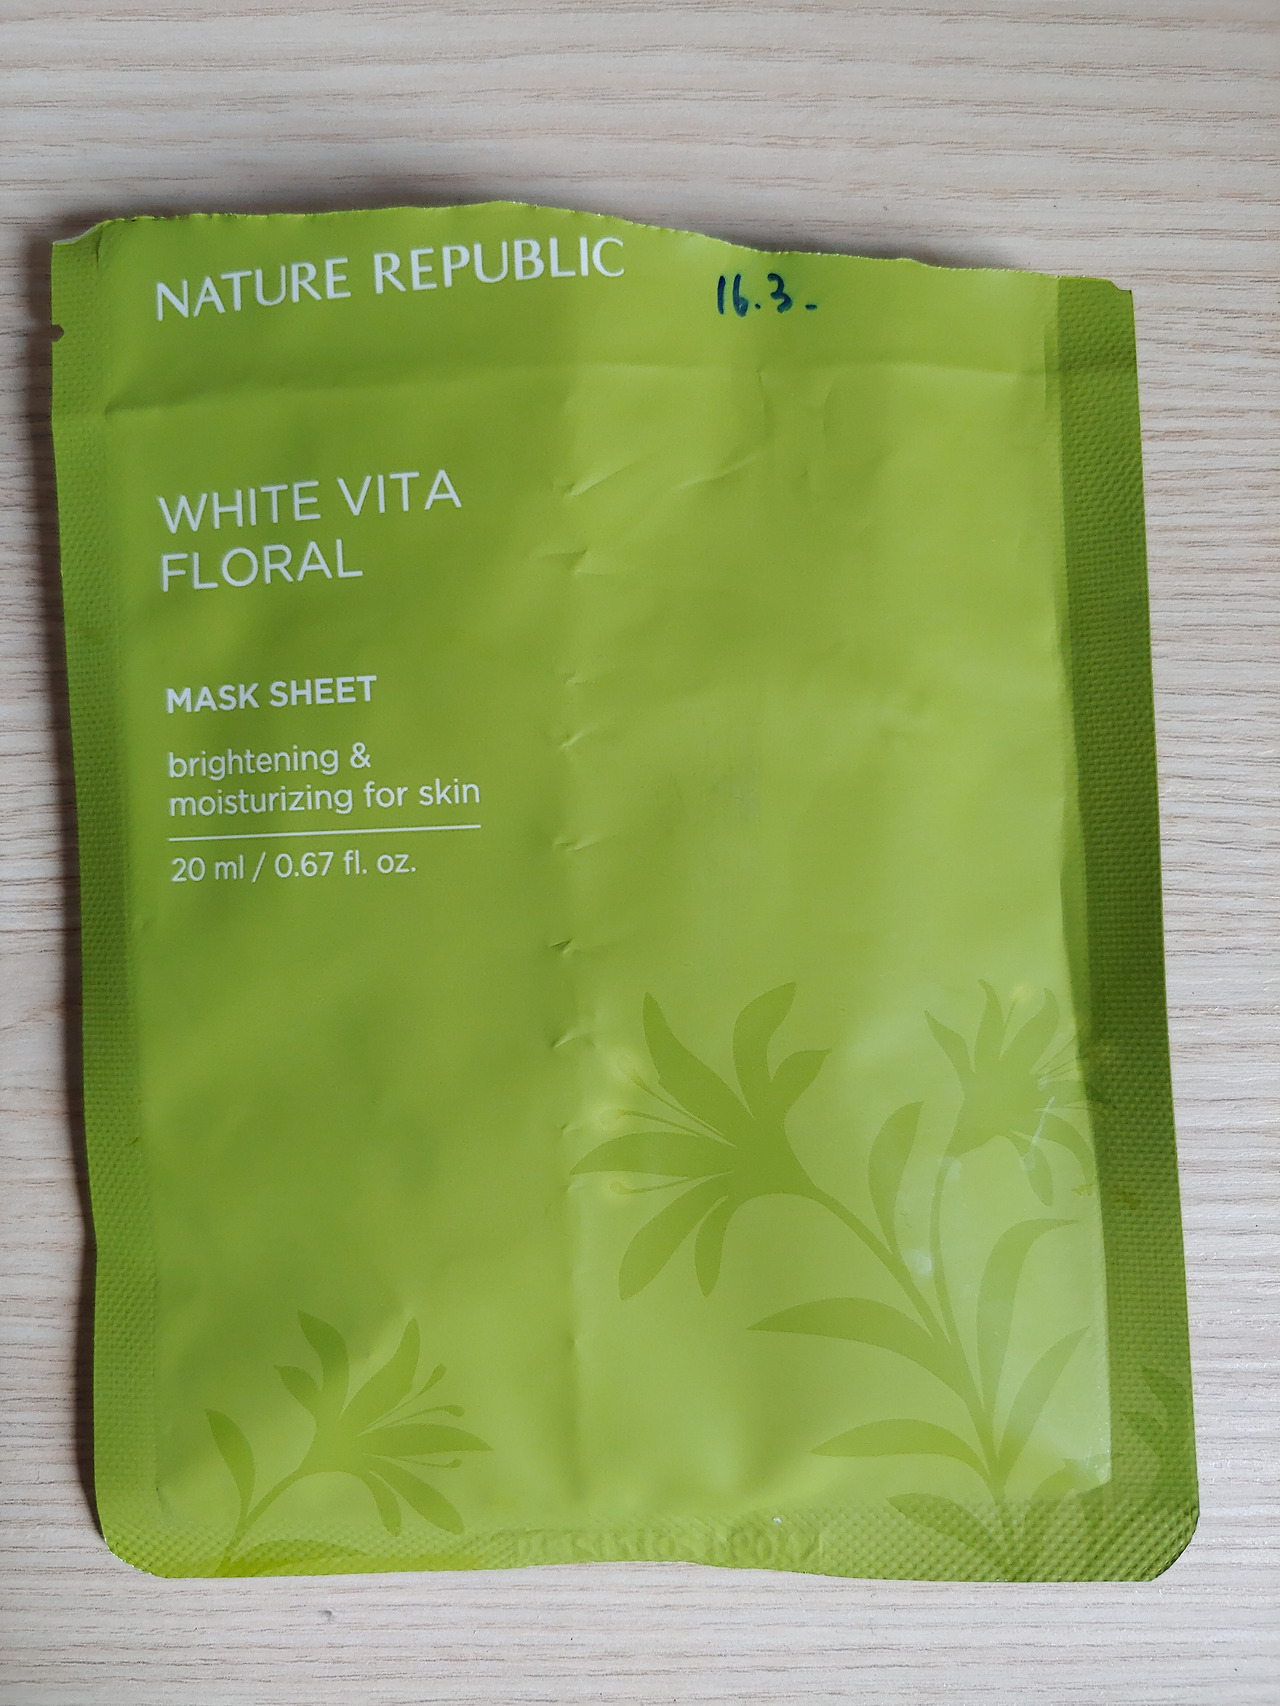 NATURE REPUBLIC
16.3-
WHITE VITA
FLORAL
MASK SHEET
brightening &
moisturizing for skin
20 ml / 0.67 fl. oz.